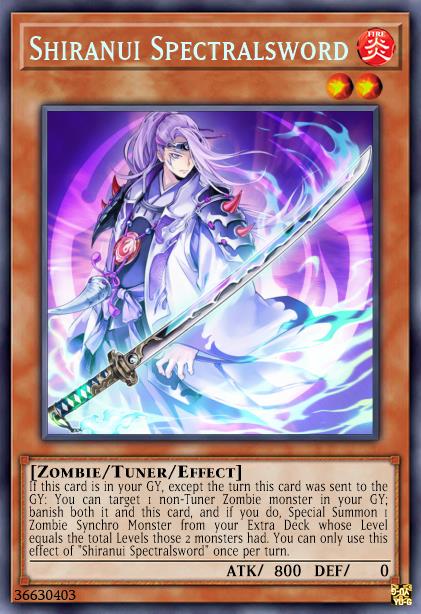 Shiranui Spectralsword
FIRE
炎
[Zombie/Tuner/Effect]
If this card is in your GY, except the turn this card was sent to the
GY: You can target 1 non-Tuner Zombie monster in your GY;
banish both it and this card, and if you do, Special Summon 1
Zombie Synchro Monster from your Extra Deck whose Level
equals the total Levels those 2 monsters had. You can only use this
effect of "Shiranui Spectralsword" once per turn.
ATK/ 800 DEF/ 0
36630403